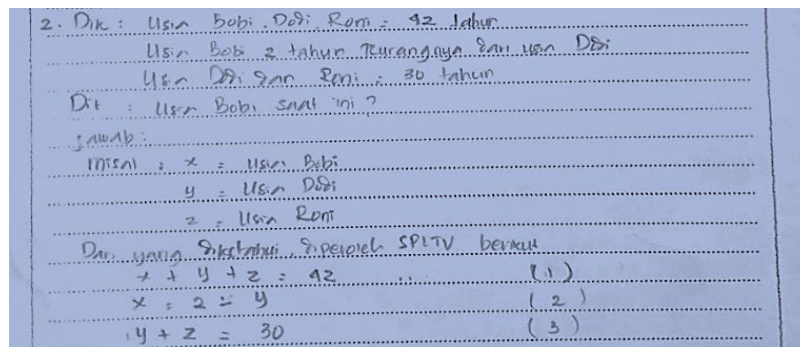 2. Dik : Usia Bobi, Dodi, Roni = 42 tahun
Usia Bobi 2 tahun kurangnya dari usia Dodi
Usia Dodi dan Roni = 30 tahun
Dit : Usia Bobi saat ini ?
Jawab :
Misal : x = Usia Bobi
y = Usia Dodi
z = Usia Roni
Dari yang diketahui, diperoleh SPLTV berikut
x + y + z = 42 ... (1)
x = 2 - y (2)
y + z = 30 (3)